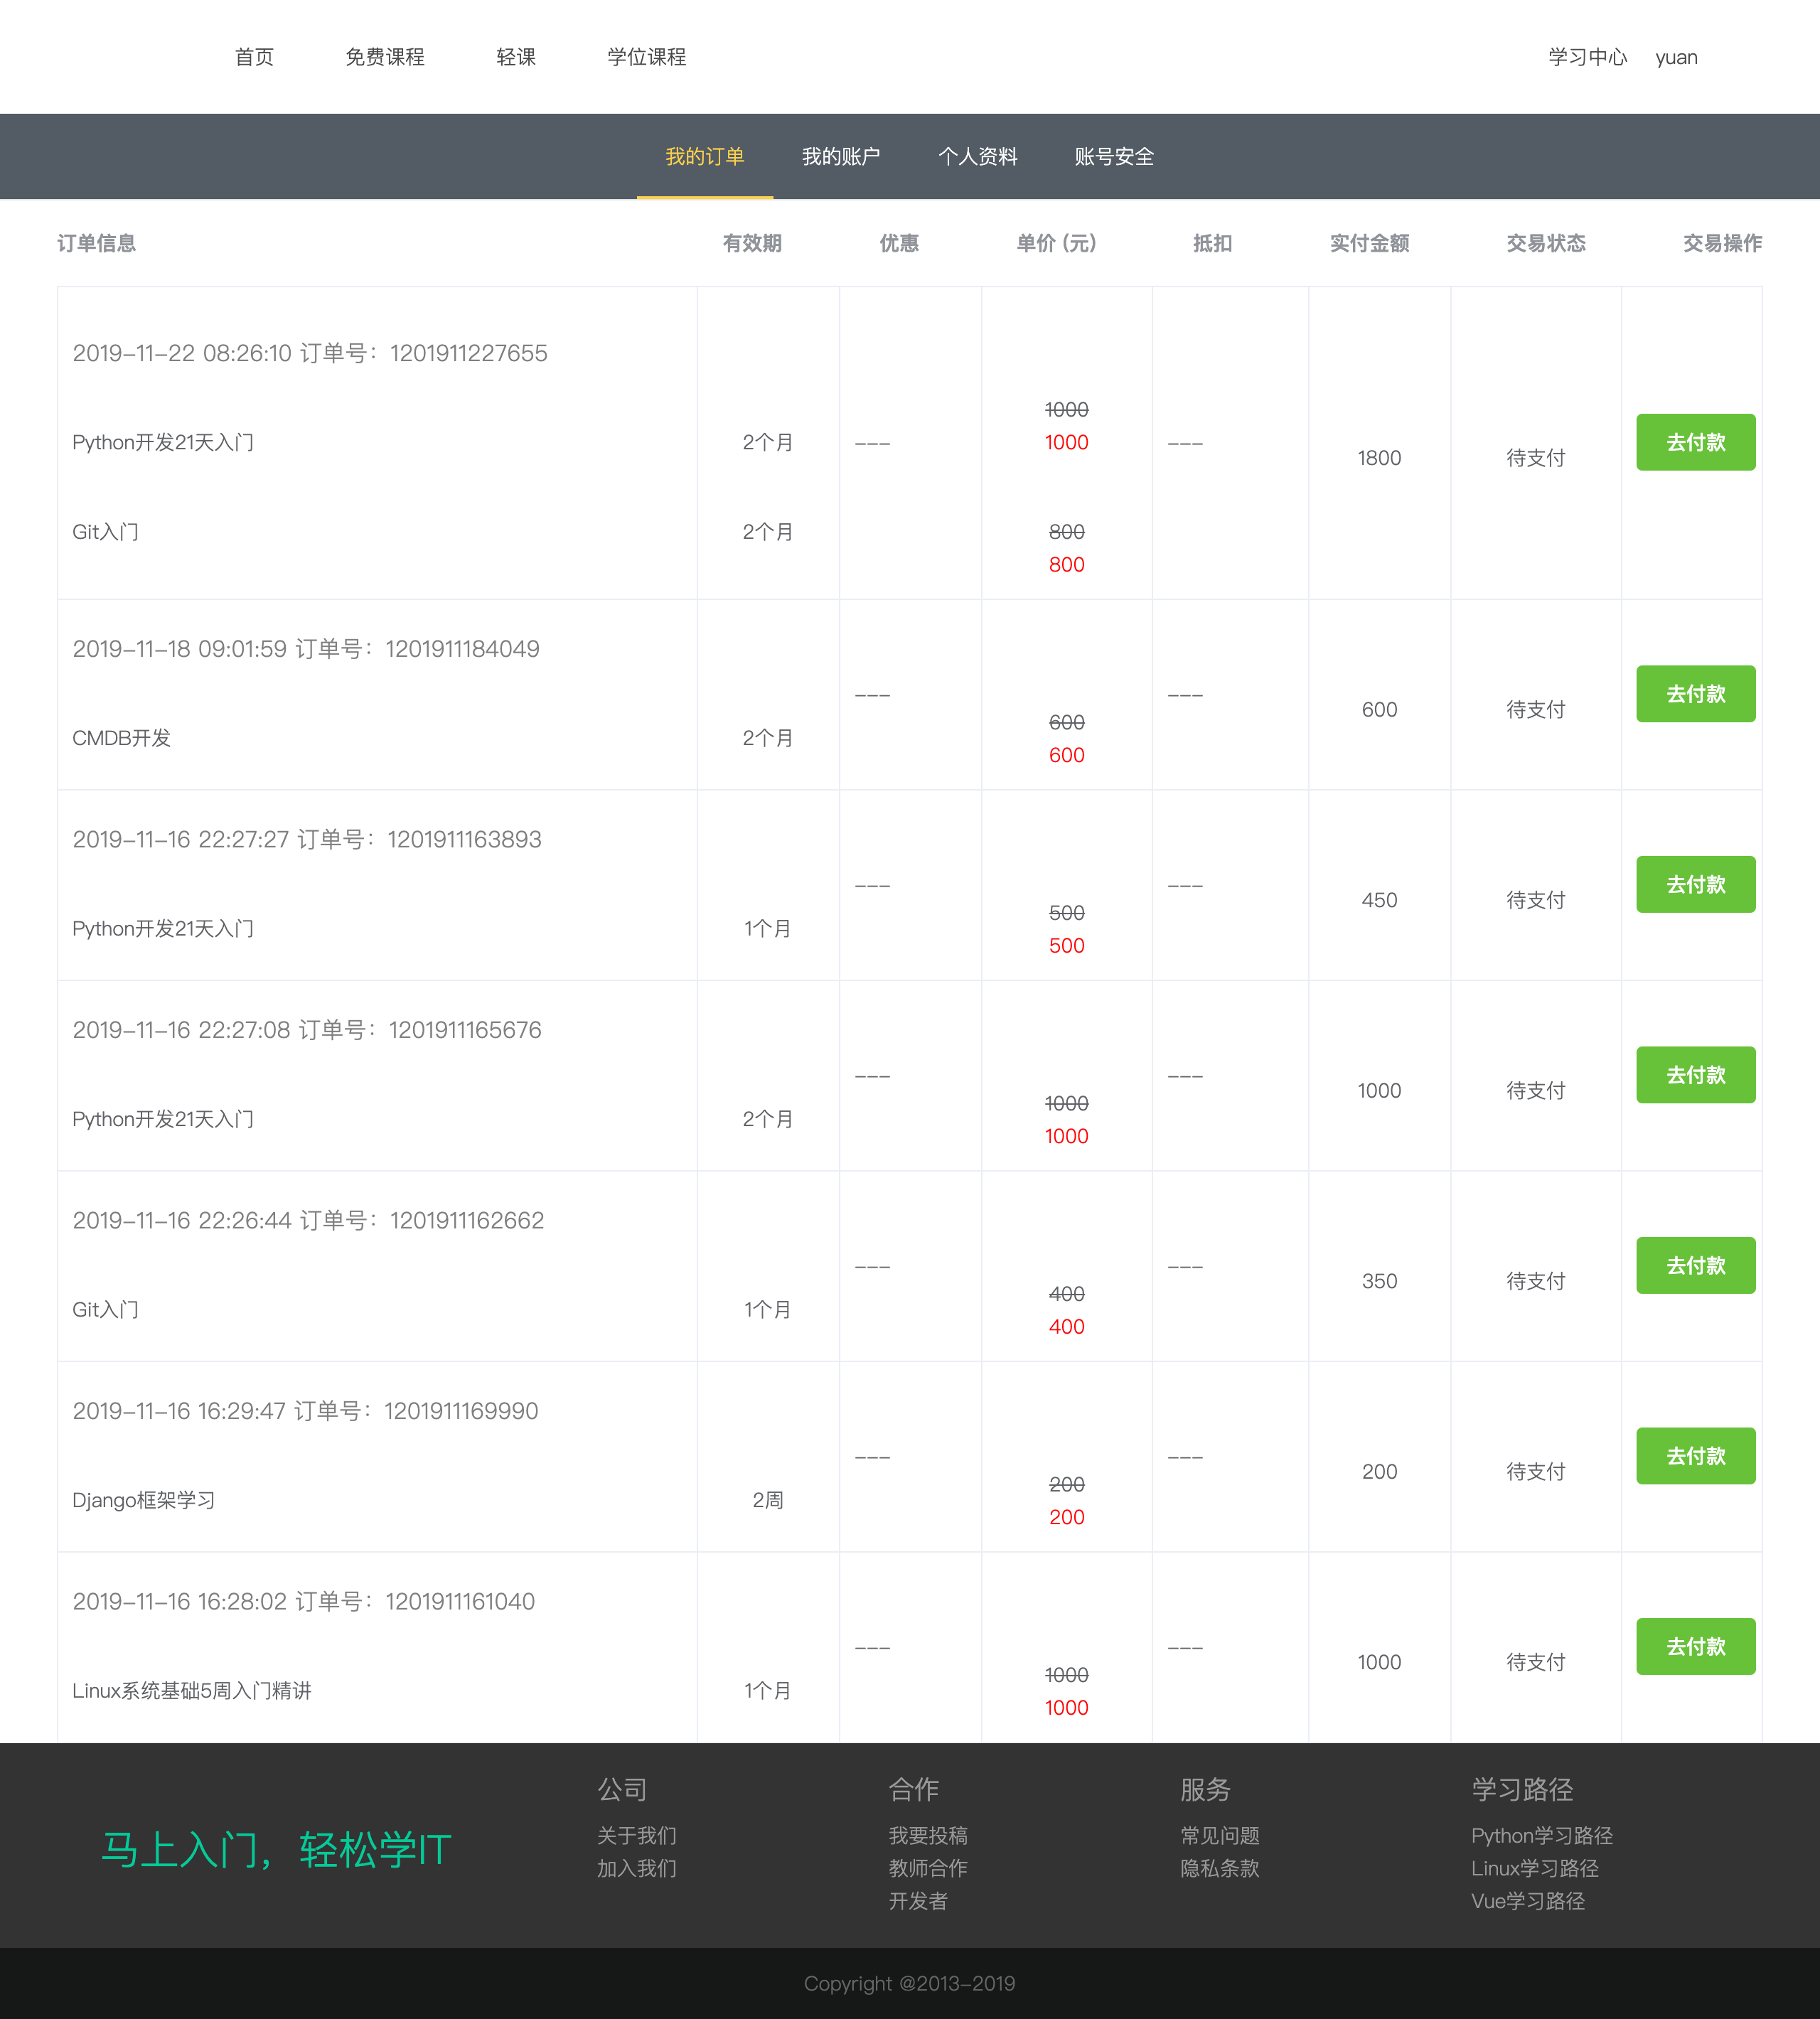 首页 免费课程 轻课 学位课程 学习中心 yuan
我的订单 我的账户 个人资料 账号安全
订单信息 有效期 优惠 单价 (元) 抵扣 实付金额 交易状态 交易操作
2019-11-22 08:26:10 订单号：1201911227655
1000
Python开发21天入门 2个月 --- 1000 --- 去付款
1800 待支付
Git入门 2个月 800
800
2019-11-18 09:01:59 订单号：1201911184049
--- --- 去付款
600 待支付
600
CMDB开发 2个月
600
2019-11-16 22:27:27 订单号：1201911163893
--- --- 去付款
450 待支付
500
Python开发21天入门 1个月
500
2019-11-16 22:27:08 订单号：1201911165676
--- --- 去付款
1000 待支付
1000
Python开发21天入门 2个月
1000
2019-11-16 22:26:44 订单号：1201911162662
--- --- 去付款
350 待支付
400
Git入门 1个月
400
2019-11-16 16:29:47 订单号：1201911169990
--- --- 去付款
200 待支付
200
Django框架学习 2周
200
2019-11-16 16:28:02 订单号：1201911161040
--- --- 去付款
1000 待支付
1000
Linux系统基础5周入门精讲 1个月
1000
马上入门，轻松学IT
公司
关于我们
加入我们
合作
我要投稿
教师合作
开发者
服务
常见问题
隐私条款
学习路径
Python学习路径
Linux学习路径
Vue学习路径
Copyright @2013-2019